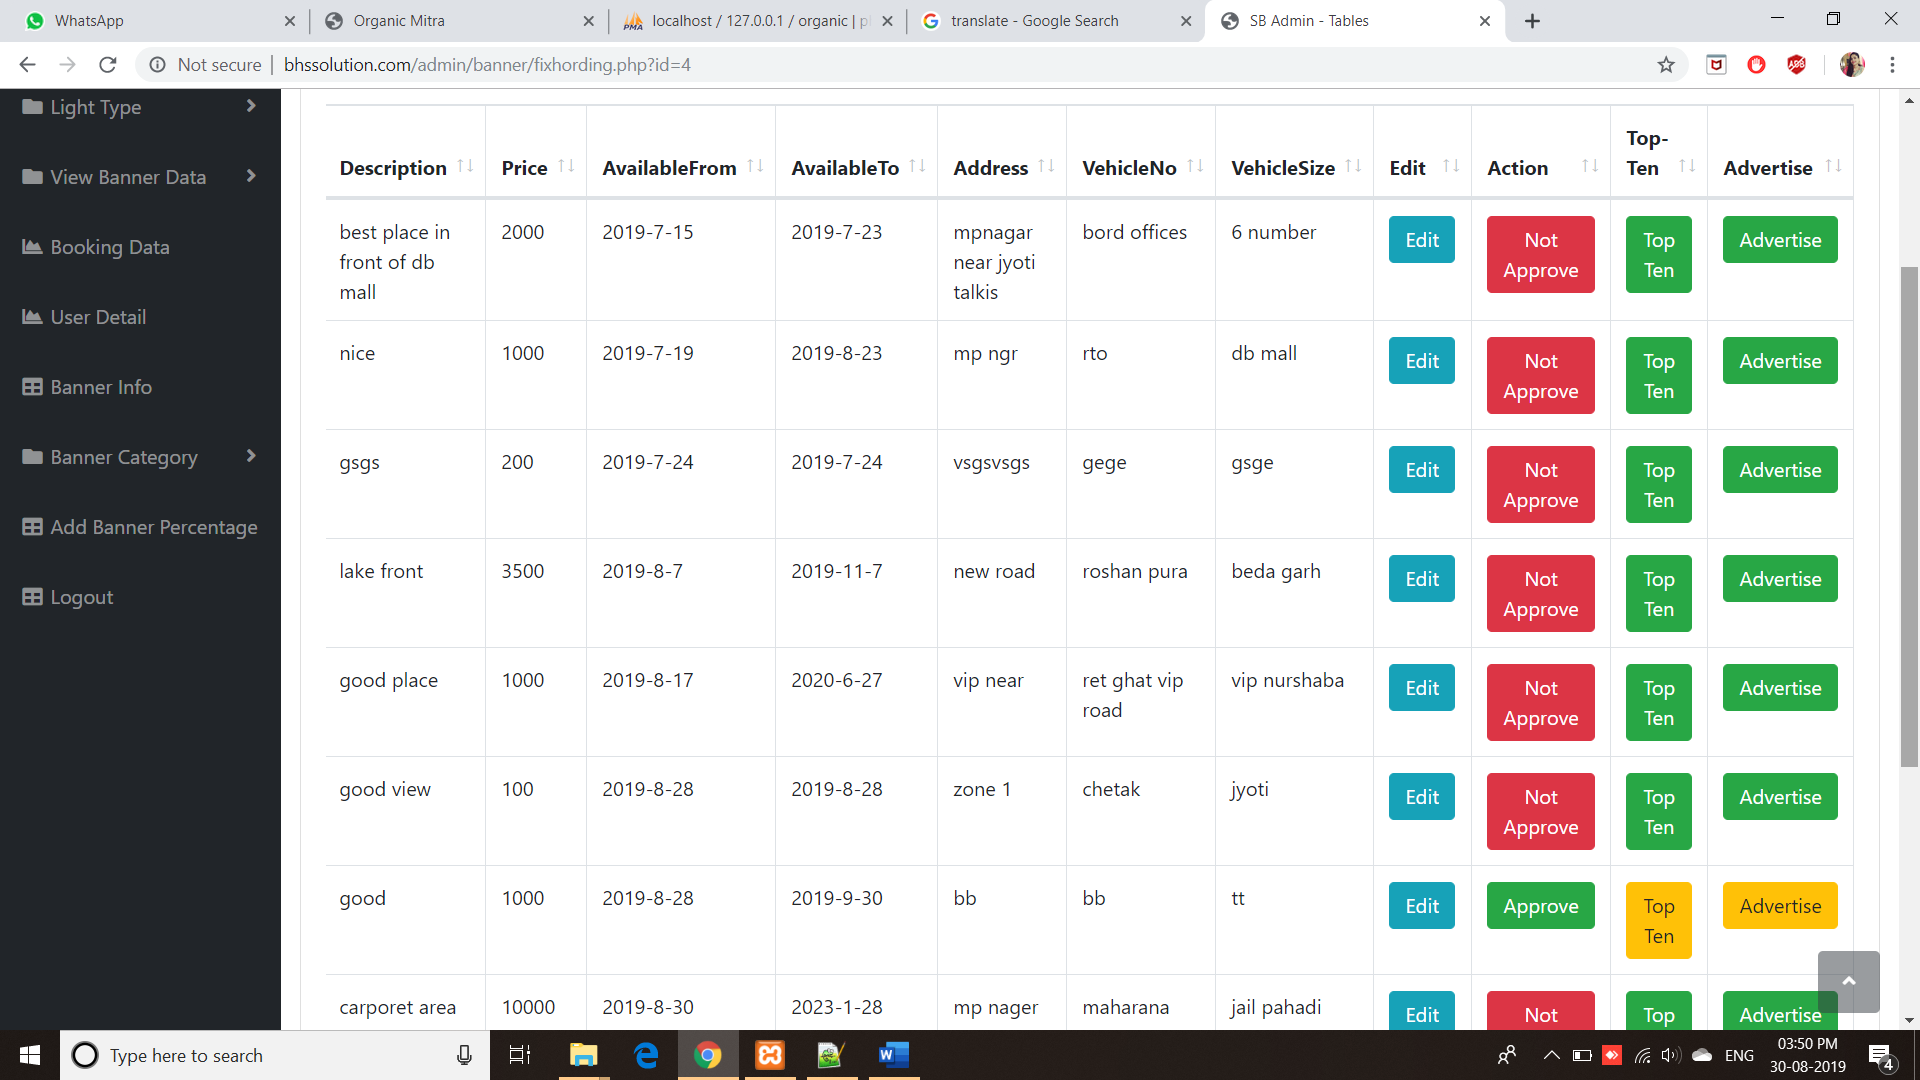 WhatsApp
Organic Mitra
localhost / 127.0.0.1 / organic | p
translate - Google Search
SB Admin - Tables
Not secure | bhssolution.com/admin/banner/fixhording.php?id=4
Light Type
View Banner Data
Booking Data
User Detail
Banner Info
Banner Category
Add Banner Percentage
Logout
Description Price AvailableFrom AvailableTo Address VehicleNo VehicleSize Edit Action Top-
Ten Advertise
best place in 2000 2019-7-15 2019-7-23 mpnagar bord offices 6 number Edit Not Top Advertise
front of db near jyoti Approve Ten
mall talkis
nice 1000 2019-7-19 2019-8-23 mp ngr rto db mall Edit Not Top Advertise
Approve Ten
gsgs 200 2019-7-24 2019-7-24 vsgsvsgs gege gsge Edit Not Top Advertise
Approve Ten
lake front 3500 2019-8-7 2019-11-7 new road roshan pura beda garh Edit Not Top Advertise
Approve Ten
good place 1000 2019-8-17 2020-6-27 vip near ret ghat vip vip nurshaba Edit Not Top Advertise
road Approve Ten
good view 100 2019-8-28 2019-8-28 zone 1 chetak jyoti Edit Not Top Advertise
Approve Ten
good 1000 2019-8-28 2019-9-30 bb bb tt Edit Approve Top Advertise
Ten
carporet area 10000 2019-8-30 2023-1-28 mp nager maharana jail pahadi Edit Not Top Advertise
Type here to search
ENG
03:50 PM
30-08-2019
4